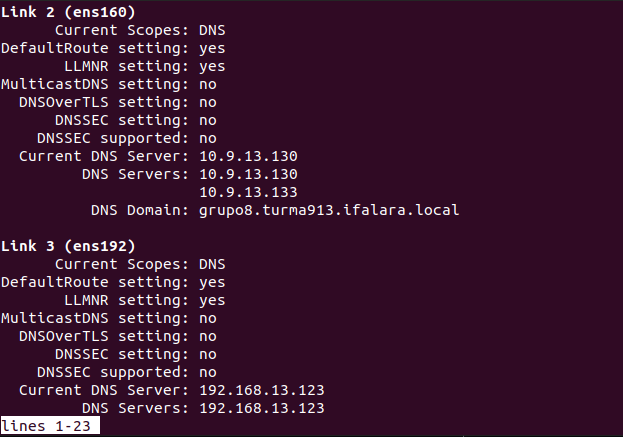 Link 2 (ens160)
Current Scopes: DNS
DefaultRoute setting: yes
LLMNR setting: yes
MulticastDNS setting: no
DNSOverTLS setting: no
DNSSEC setting: no
DNSSEC supported: no
Current DNS Server: 10.9.13.130
DNS Servers: 10.9.13.130
10.9.13.133
DNS Domain: grupo8.turma913.ifalara.local
Link 3 (ens192)
Current Scopes: DNS
DefaultRoute setting: yes
LLMNR setting: yes
MulticastDNS setting: no
DNSOverTLS setting: no
DNSSEC setting: no
DNSSEC supported: no
Current DNS Server: 192.168.13.123
DNS Servers: 192.168.13.123
lines 1-23